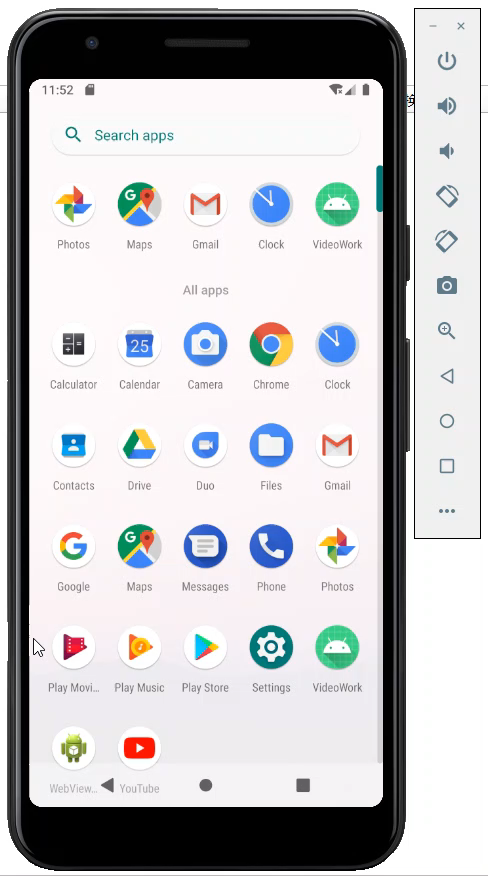 11:52
Search apps
Photos Maps Gmail Clock VideoWork
All apps
25
Calculator Calendar Camera Chrome Clock
Contacts Drive Duo Files Gmail
Google Maps Messages Phone Photos
Play Movi... Play Music Play Store Settings VideoWork
WebView... YouTube